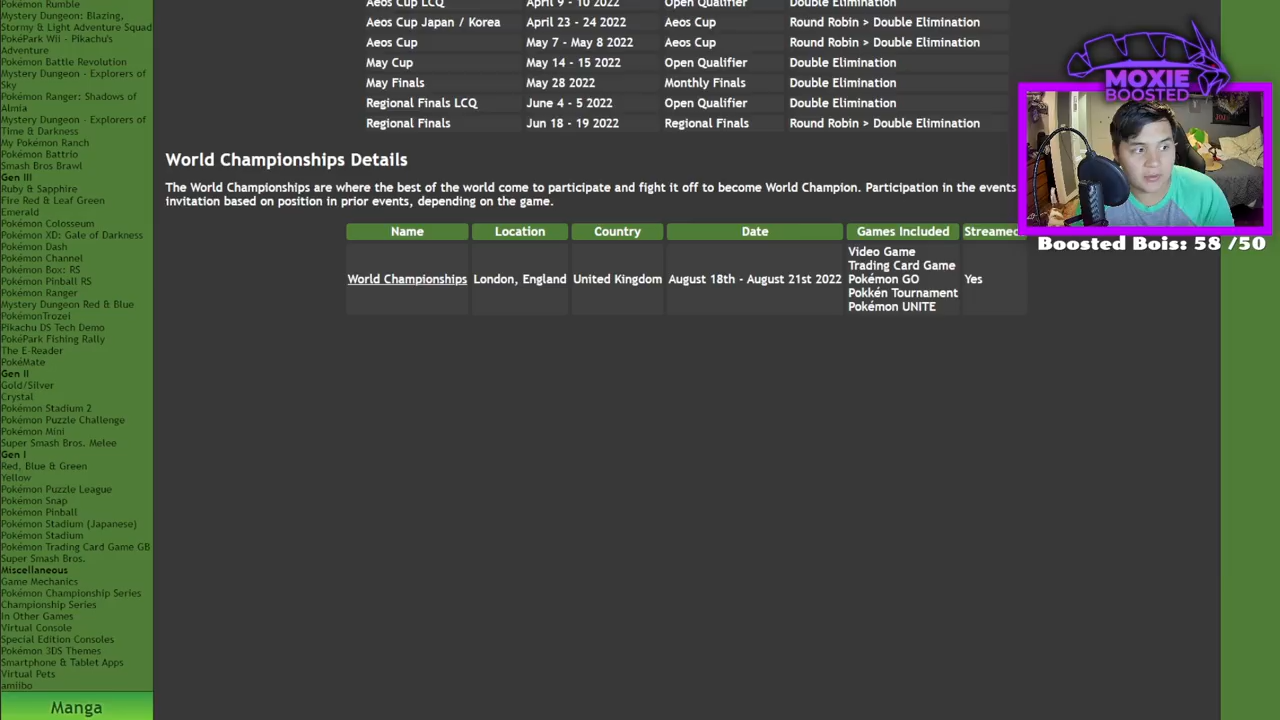 Pokémon Rumble
Mystery Dungeon: Blazing,
Stormy & Light Adventure Squad
PokéPark Wii - Pikachu's
Adventure
Pokémon Battle Revolution
Mystery Dungeon - Explorers of
Sky
Pokémon Ranger: Shadows of
Almia
Mystery Dungeon - Explorers of
Time & Darkness
My Pokémon Ranch
Pokémon Battrio
Smash Bros Brawl
Gen III
Ruby & Sapphire
Fire Red & Leaf Green
Emerald
Pokémon Colosseum
Pokémon XD: Gale of Darkness
Pokémon Dash
Pokémon Channel
Pokémon Box: RS
Pokémon Pinball RS
Pokémon Ranger
Mystery Dungeon Red & Blue
PokémonTrozei
Pikachu DS Tech Demo
PokéPark Fishing Rally
The E-Reader
PokéMate
Gen II
Gold/Silver
Crystal
Pokémon Stadium 2
Pokémon Puzzle Challenge
Pokémon Mini
Super Smash Bros. Melee
Gen I
Red, Blue & Green
Yellow
Pokémon Puzzle League
Pokémon Snap
Pokémon Pinball
Pokémon Stadium (Japanese)
Pokémon Stadium
Pokémon Trading Card Game GB
Super Smash Bros.
Miscellaneous
Game Mechanics
Pokémon Championship Series
Championship Series
In Other Games
Virtual Console
Special Edition Consoles
Pokémon 3DS Themes
Smartphone & Tablet Apps
Virtual Pets
amiibo
Manga
Aeos Cup LCQ April 9 - 10 2022 Open Qualifier Double Elimination
Aeos Cup Japan / Korea April 23 - 24 2022 Aeos Cup Round Robin > Double Elimination
Aeos Cup May 7 - May 8 2022 Aeos Cup Round Robin > Double Elimination
May Cup May 14 - 15 2022 Open Qualifier Double Elimination
May Finals May 28 2022 Monthly Finals Double Elimination
Regional Finals LCQ June 4 - 5 2022 Open Qualifier Double Elimination
Regional Finals Jun 18 - 19 2022 Regional Finals Round Robin > Double Elimination
World Championships Details
The World Championships are where the best of the world come to participate and fight it off to become World Champion. Participation in the events
invitation based on position in prior events, depending on the game.
Name Location Country Date Games Included Streamed
World Championships London, England United Kingdom August 18th - August 21st 2022 Video Game
Trading Card Game
Pokémon GO Yes
Pokkén Tournament
Pokémon UNITE
MOXIE
BOOSTED
Boosted Bois: 58 /50